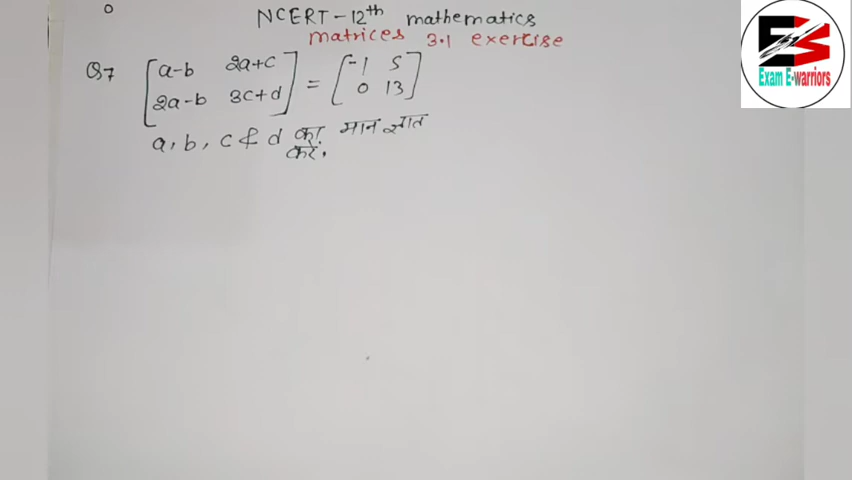 NCERT - 12th mathematics
matrices 3.1 exercise
Q7 [a-b 2a+c] = [-1 5]
[2a-b 3c+d] [0 13]
a, b, c & d का मान ज्ञात
करें.
Exam E-warriors